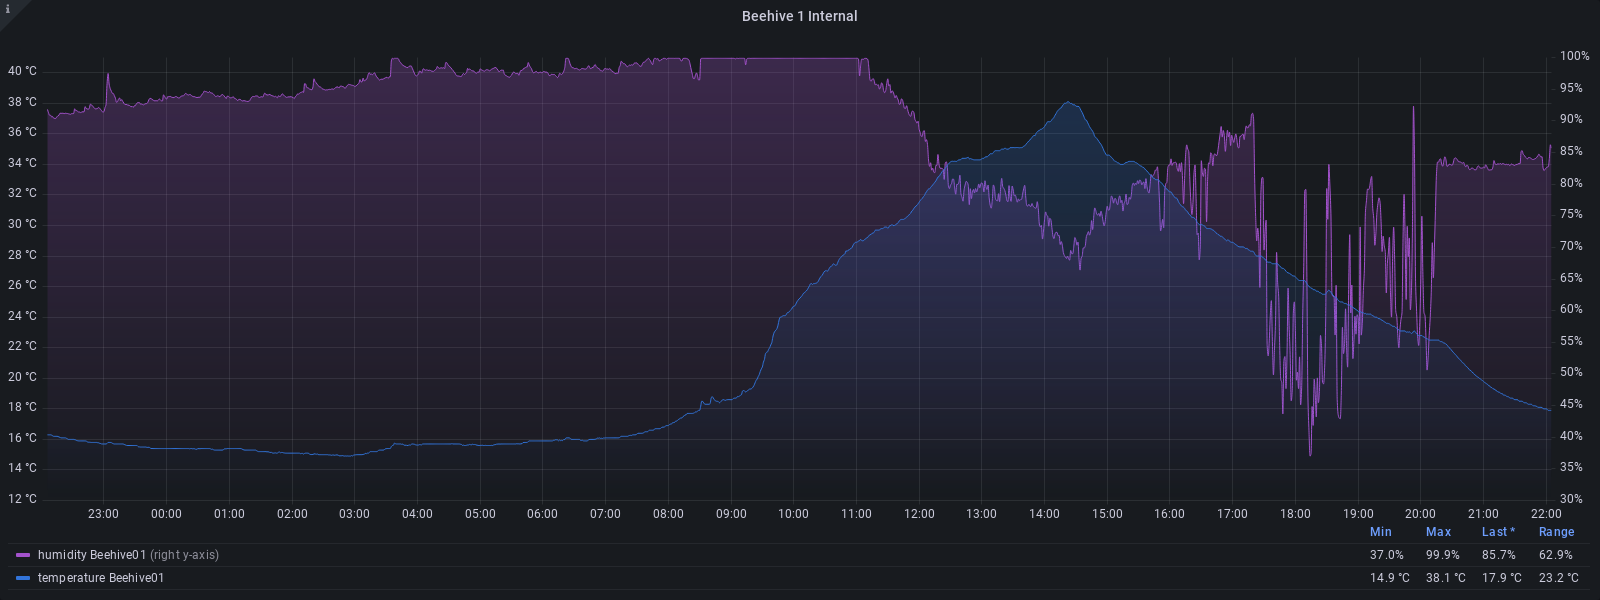 i
Beehive 1 Internal
40 °C
38 °C
36 °C
34 °C
32 °C
30 °C
28 °C
26 °C
24 °C
22 °C
20 °C
18 °C
16 °C
14 °C
12 °C
100%
95%
90%
85%
80%
75%
70%
65%
60%
55%
50%
45%
40%
35%
30%
23:00 00:00 01:00 02:00 03:00 04:00 05:00 06:00 07:00 08:00 09:00 10:00 11:00 12:00 13:00 14:00 15:00 16:00 17:00 18:00 19:00 20:00 21:00 22:00
Min Max Last * Range
humidity Beehive01 (right y-axis) 37.0% 99.9% 85.7% 62.9%
temperature Beehive01 14.9 °C 38.1 °C 17.9 °C 23.2 °C